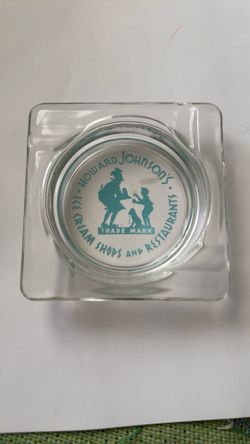 HOWARD JOHNSON'S
ICE CREAM SHOPS AND RESTAURANTS
TRADE MARK